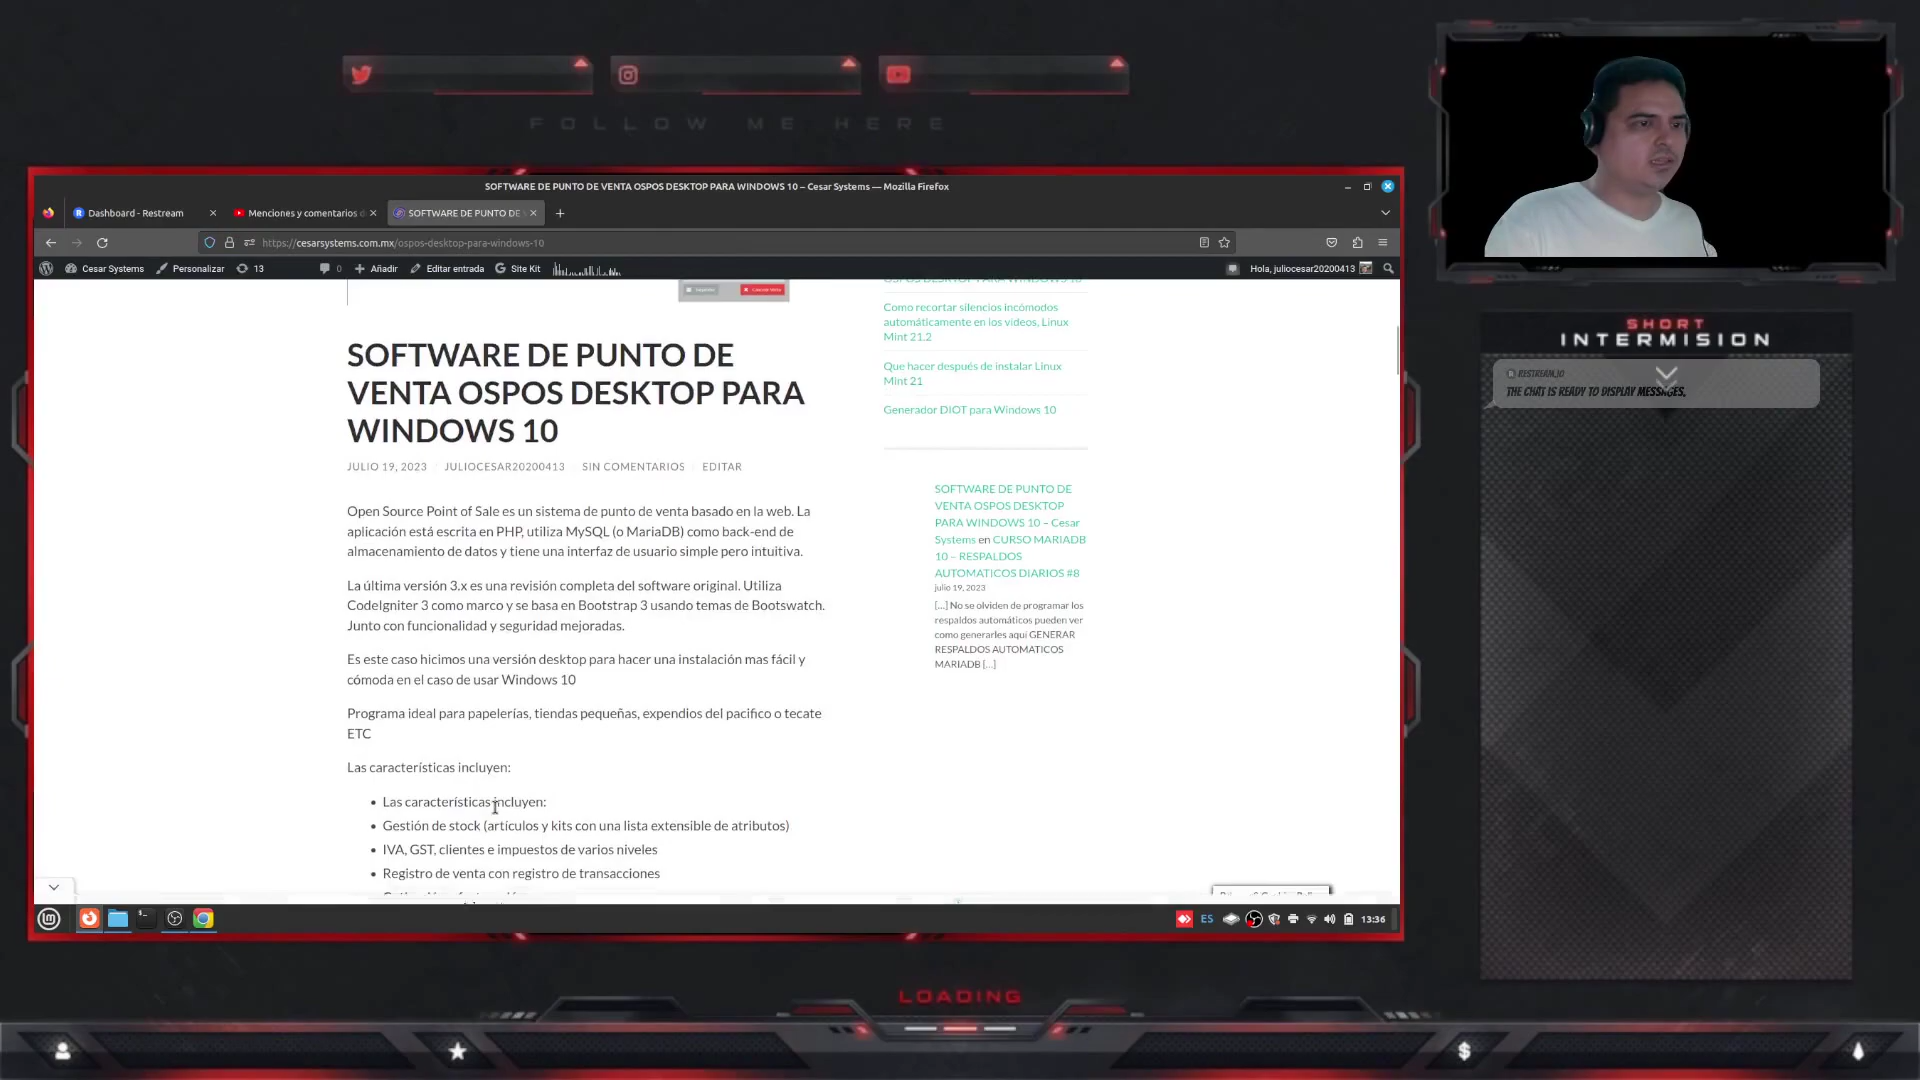 FOLLOW ME HERE
SOFTWARE DE PUNTO DE VENTA OSPOS DESKTOP PARA WINDOWS 10 – Cesar Systems — Mozilla Firefox
Dashboard - Restream
Menciones y comentarios d
SOFTWARE DE PUNTO DE V
https://cesarsystems.com.mx/ospos-desktop-para-windows-10
Cesar Systems
Personalizar
13
0
Añadir
Editar entrada
Site Kit
Hola, juliocesar20200413
SOFTWARE DE PUNTO DE
VENTA OSPOS DESKTOP PARA
WINDOWS 10
JULIO 19, 2023
JULIOCESAR20200413
SIN COMENTARIOS
EDITAR
Open Source Point of Sale es un sistema de punto de venta basado en la web. La
aplicación está escrita en PHP, utiliza MySQL (o MariaDB) como back-end de
almacenamiento de datos y tiene una interfaz de usuario simple pero intuitiva.
La última versión 3.x es una revisión completa del software original. Utiliza
CodeIgniter 3 como marco y se basa en Bootstrap 3 usando temas de Bootswatch.
Junto con funcionalidad y seguridad mejoradas.
Es este caso hicimos una versión desktop para hacer una instalación mas fácil y
cómoda en el caso de usar Windows 10
Programa ideal para papelerías, tiendas pequeñas, expendios del pacifico o tecate
ETC
Las características incluyen:
Las características incluyen:
Gestión de stock (artículos y kits con una lista extensible de atributos)
IVA, GST, clientes e impuestos de varios niveles
Registro de venta con registro de transacciones
OSPOS DESKTOP PARA WINDOWS 10
Como recortar silencios incómodos
automáticamente en los videos, Linux
Mint 21.2
Que hacer después de instalar Linux
Mint 21
Generador DIOT para Windows 10
SOFTWARE DE PUNTO DE
VENTA OSPOS DESKTOP
PARA WINDOWS 10 – Cesar
Systems en CURSO MARIADB
10 – RESPALDOS
AUTOMATICOS DIARIOS #8
julio 19, 2023
[…] No se olviden de programar los
respaldos automáticos pueden ver
como generarles aquí GENERAR
RESPALDOS AUTOMATICOS
MARIADB […]
ES
13:36
SHORT
INTERMISION
RESTREAM.IO
THE CHAT IS READY TO DISPLAY MESSAGES,
LOADING